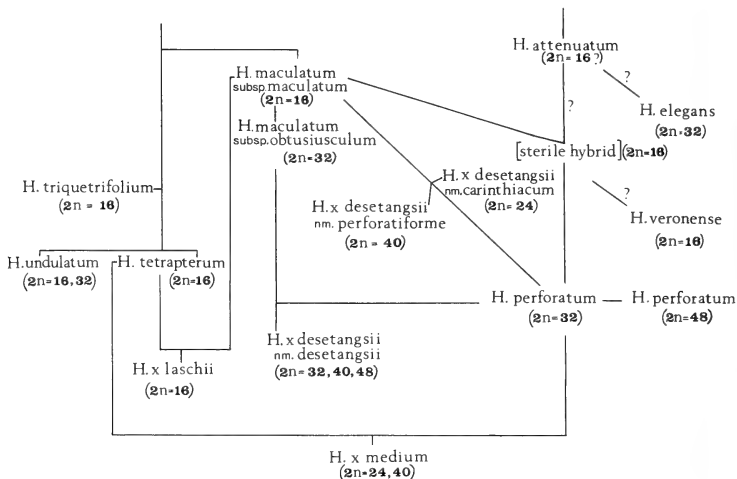 H. attenuatum
(2n=16?)
?
H. maculatum
subsp. maculatum
(2n=16)
?
H. elegans
(2n=32)
H. maculatum
subsp. obtusiusculum
(2n=32)
[sterile hybrid](2n=16)
H. triquetrifolium
(2n = 16)
H. x desetangsii
nm. carinthiacum
(2n=24)
H. x desetangsii
nm. perforatiforme
(2n = 40)
?
H. veronense
(2n=16)
H. undulatum
(2n=16,32)
H. tetrapterum
(2n=16)
H. perforatum
(2n=32)
H. perforatum
(2n=48)
H. x desetangsii
nm. desetangsii
(2n=32,40,48)
H. x laschii
(2n=16)
H. x medium
(2n=24,40)